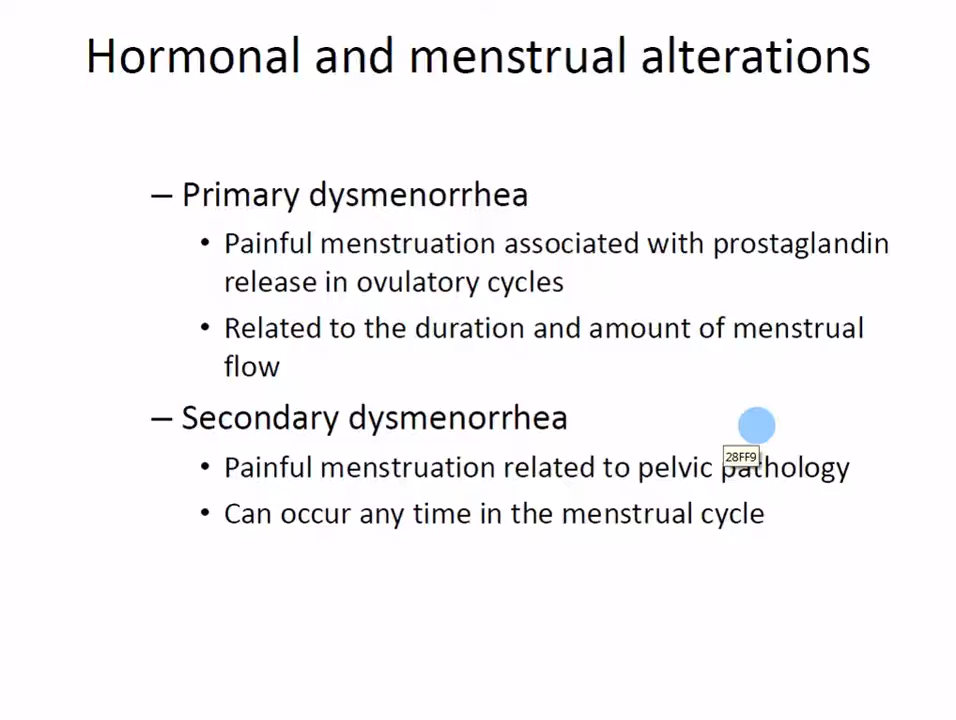 Hormonal and menstrual alterations
– Primary dysmenorrhea
• Painful menstruation associated with prostaglandin
release in ovulatory cycles
• Related to the duration and amount of menstrual
flow
– Secondary dysmenorrhea
28FF9
• Painful menstruation related to pelvic pathology
• Can occur any time in the menstrual cycle